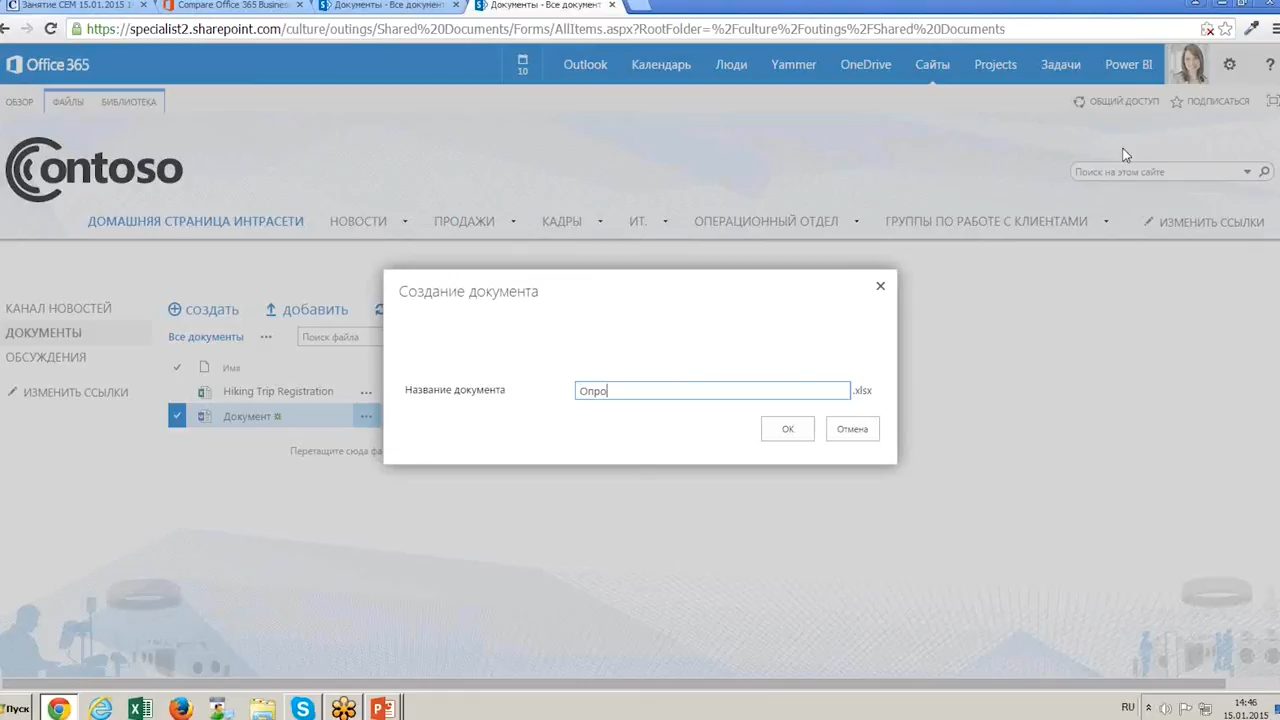 Занятие СЕМ 15.01.2015 1
Compare Office 365 Busines
Документы - Все докумен
Документы - Все документ
https://specialist2.sharepoint.com/culture/outings/Shared%20Documents/Forms/AllItems.aspx?RootFolder=%2Fculture%2Foutings%2FShared%20Documents
Office 365
10
Outlook
Календарь
Люди
Yammer
OneDrive
Сайты
Projects
Задачи
Power BI
?
ОБЗОР
ФАЙЛЫ
БИБЛИОТЕКА
ОБЩИЙ ДОСТУП
ПОДПИСАТЬСЯ
Contoso
Поиск на этом сайте
ДОМАШНЯЯ СТРАНИЦА ИНТРАСЕТИ
НОВОСТИ
ПРОДАЖИ
КАДРЫ
ИТ.
ОПЕРАЦИОННЫЙ ОТДЕЛ
ГРУППЫ ПО РАБОТЕ С КЛИЕНТАМИ
ИЗМЕНИТЬ ССЫЛКИ
КАНАЛ НОВОСТЕЙ
ДОКУМЕНТЫ
ОБСУЖДЕНИЯ
ИЗМЕНИТЬ ССЫЛКИ
создать
добавить
Все документы
...
Поиск файла
Имя
Hiking Trip Registration
...
Документ
...
Перетащите сюда фа
Создание документа
Название документа
Опро
.xlsx
ОК
Отмена
Пуск
RU
14:46
15.01.2015